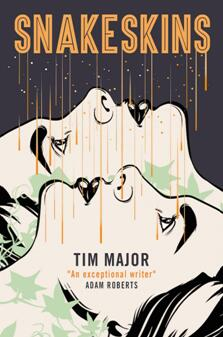 SNAKESKINS
TIM MAJOR
"An exceptional writer"
ADAM ROBERTS